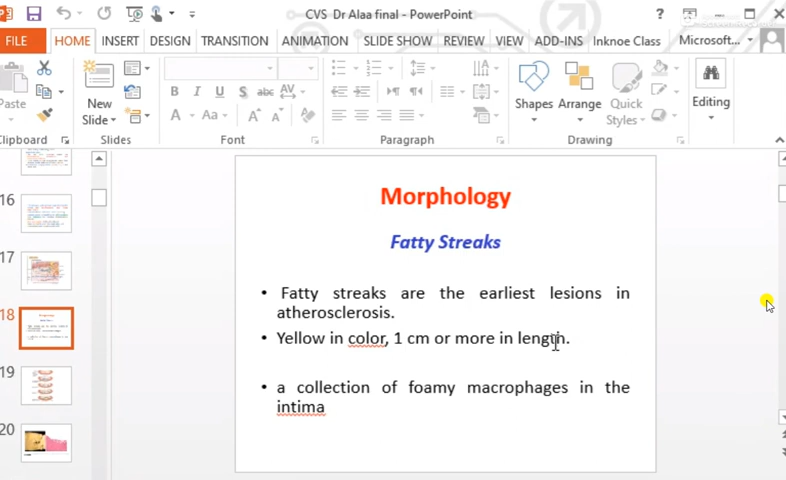 CVS Dr Alaa final - PowerPoint
FILE HOME INSERT DESIGN TRANSITION ANIMATION SLIDE SHOW REVIEW VIEW ADD-INS Inknoe Class Microsoft...
Paste
New
Slide
Shapes Arrange Quick
Styles
Editing
B I U S abc AV
A Aa A A
Clipboard Slides Font Paragraph Drawing
16
17
18
19
20
Morphology
Fatty Streaks
• Fatty streaks are the earliest lesions in
atherosclerosis.
• Yellow in color, 1 cm or more in length.
• a collection of foamy macrophages in the
intima